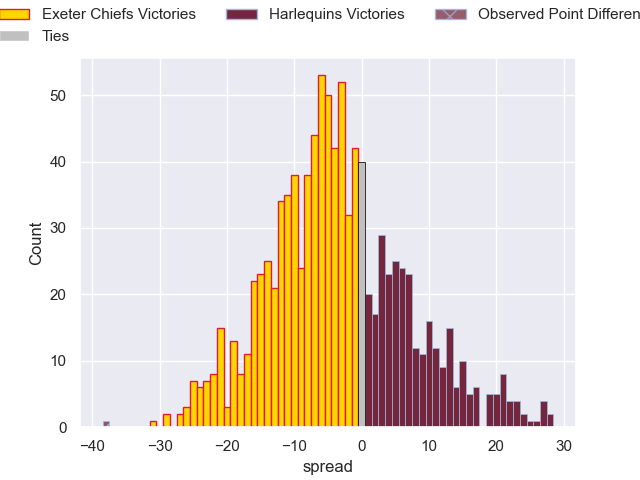 Exeter Chiefs Victories Harlequins Victories Observed Point Differen
Ties
50
40
30
20
10
0
Count
−40 −30 −20 −10 0 10 20 30
spread